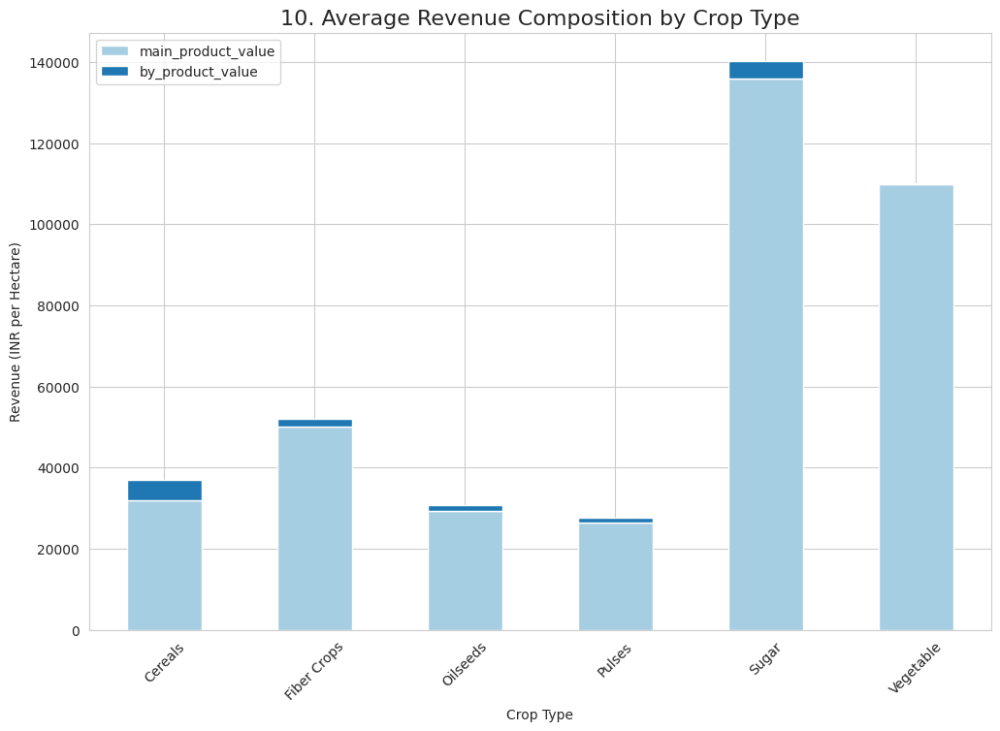 10. Average Revenue Composition by Crop Type
main_product_value
by_product_value
Revenue (INR per Hectare)
140000
120000
100000
80000
60000
40000
20000
0
Cereals
Fiber Crops
Oilseeds
Pulses
Sugar
Vegetable
Crop Type